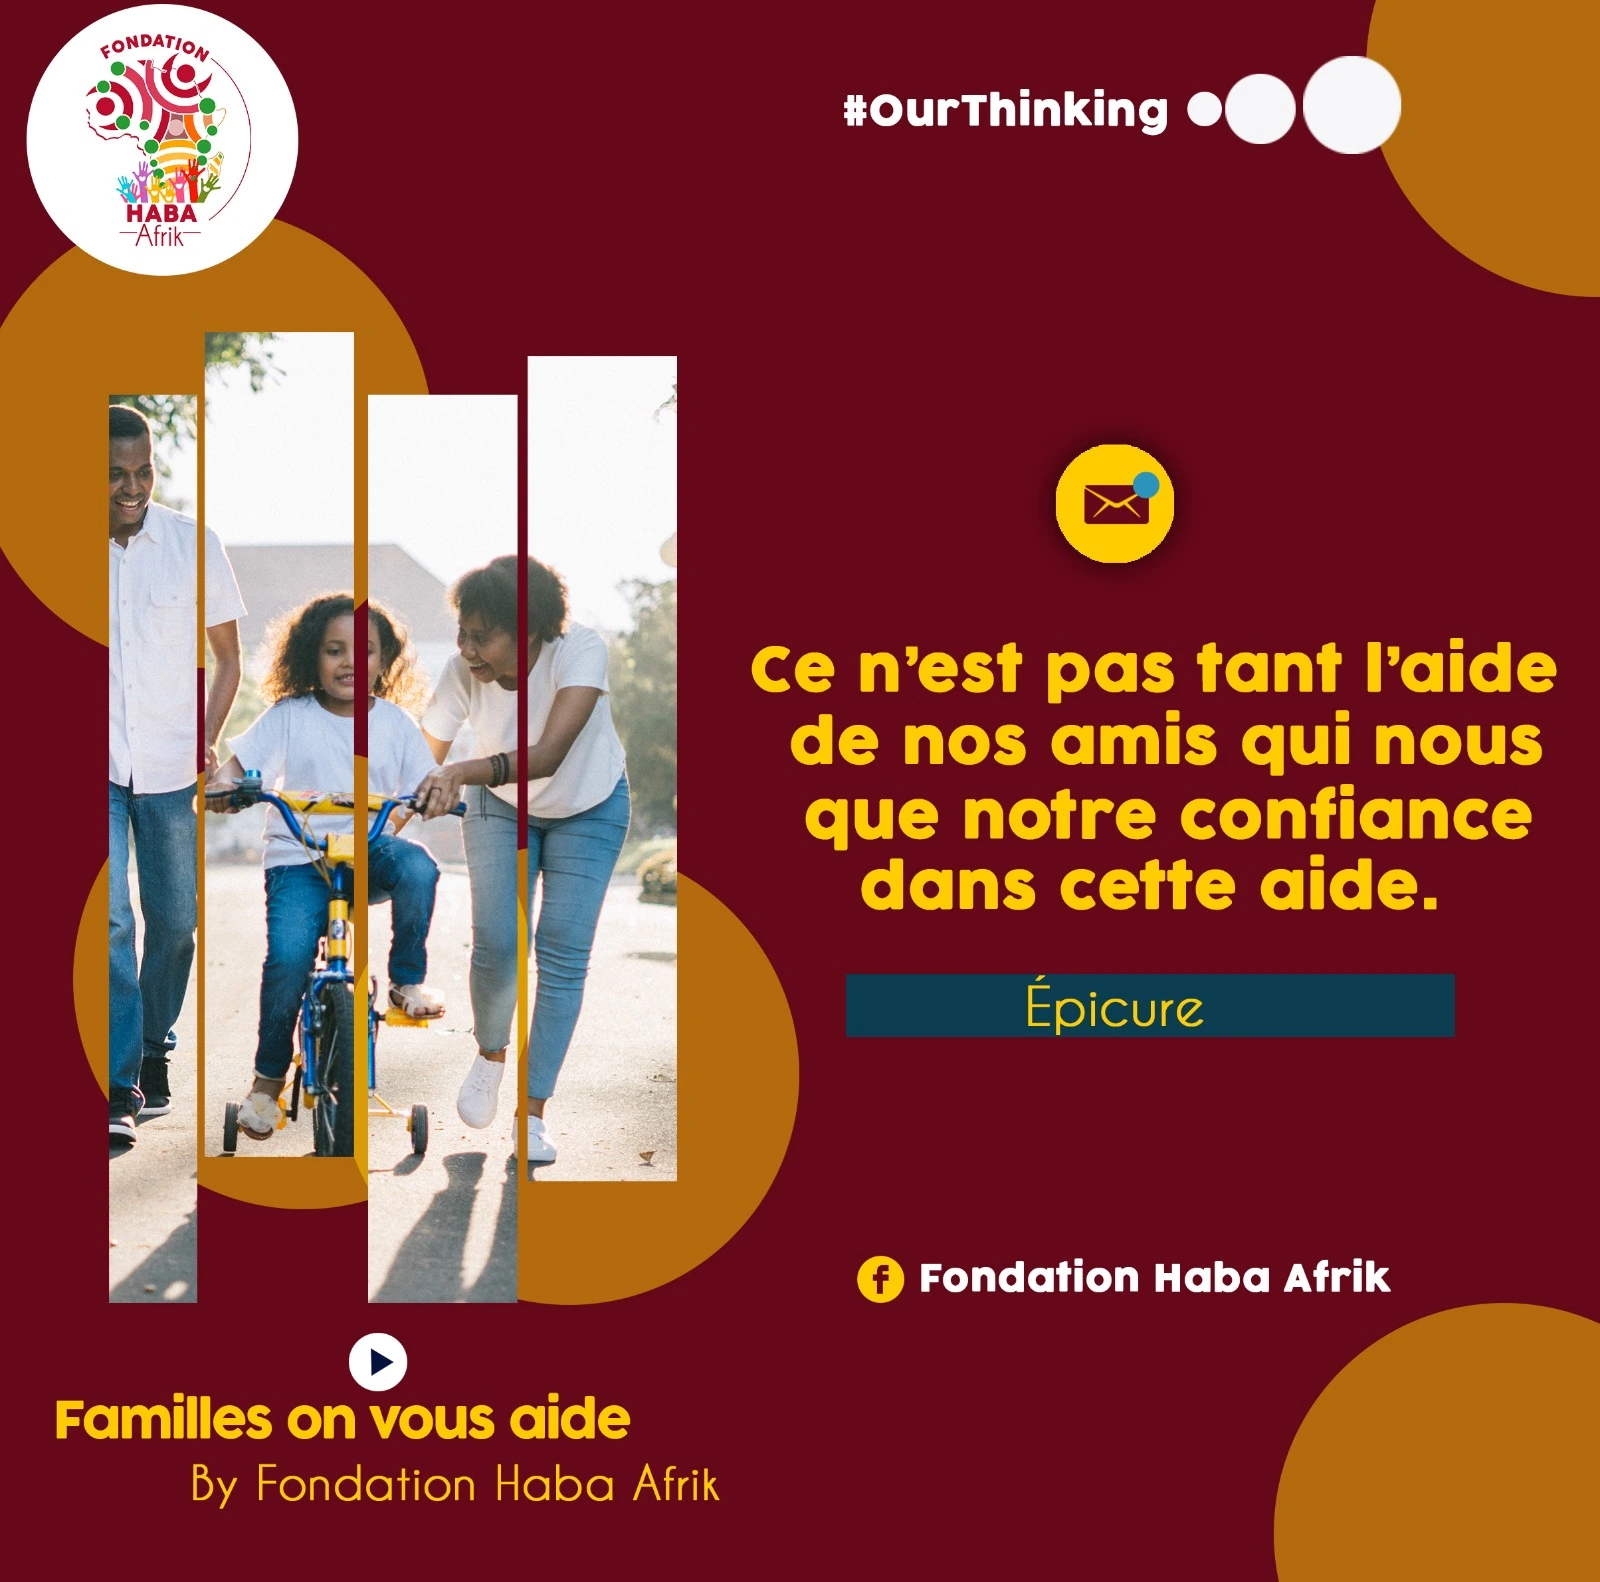 FONDATION
HABA
Afrik
#OurThinking
Ce n’est pas tant l’aide
de nos amis qui nous
que notre confiance
dans cette aide.
Épicure
Fondation Haba Afrik
Familles on vous aide
By Fondation Haba Afrik